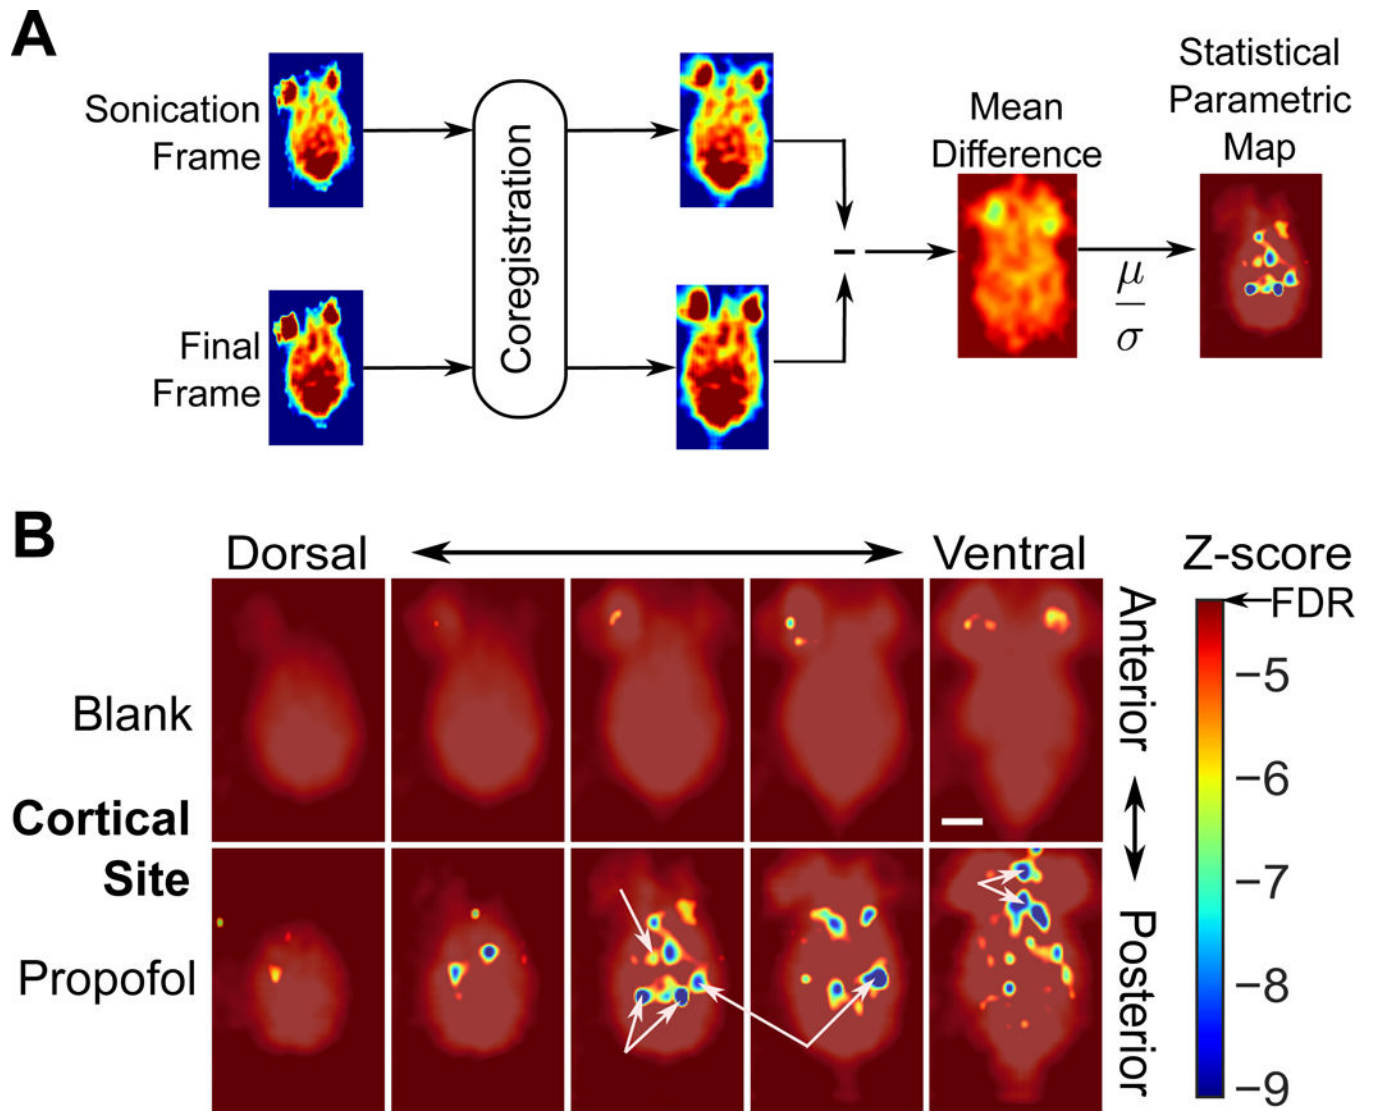 A
Sonication
Frame
Final
Frame
Coregistration
-
Mean
Difference
μ
σ
Statistical
Parametric
Map
B
Dorsal
Ventral
Z-score
FDR
Blank
Cortical
Site
Propofol
Anterior
Posterior
−5
−6
−7
−8
−9